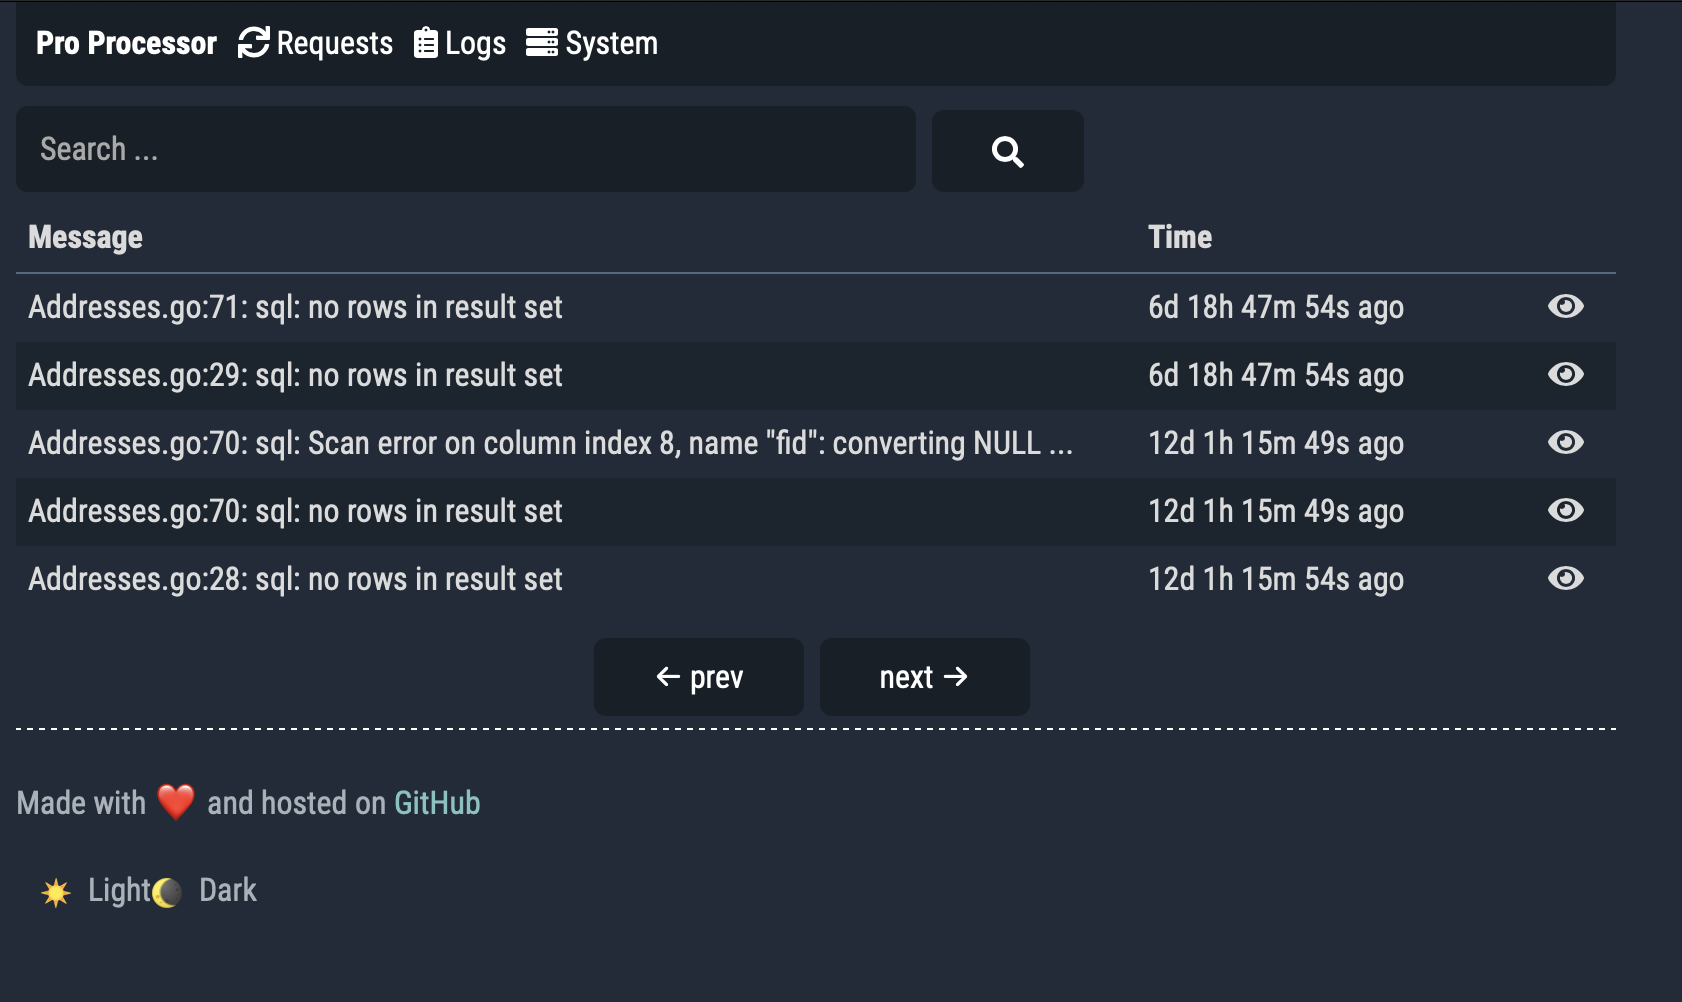 Pro Processor Requests Logs System
Search ...
Message Time
Addresses.go:71: sql: no rows in result set 6d 18h 47m 54s ago
Addresses.go:29: sql: no rows in result set 6d 18h 47m 54s ago
Addresses.go:70: sql: Scan error on column index 8, name "fid": converting NULL ... 12d 1h 15m 49s ago
Addresses.go:70: sql: no rows in result set 12d 1h 15m 49s ago
Addresses.go:28: sql: no rows in result set 12d 1h 15m 54s ago
← prev next →
Made with ❤️ and hosted on GitHub
Light Dark